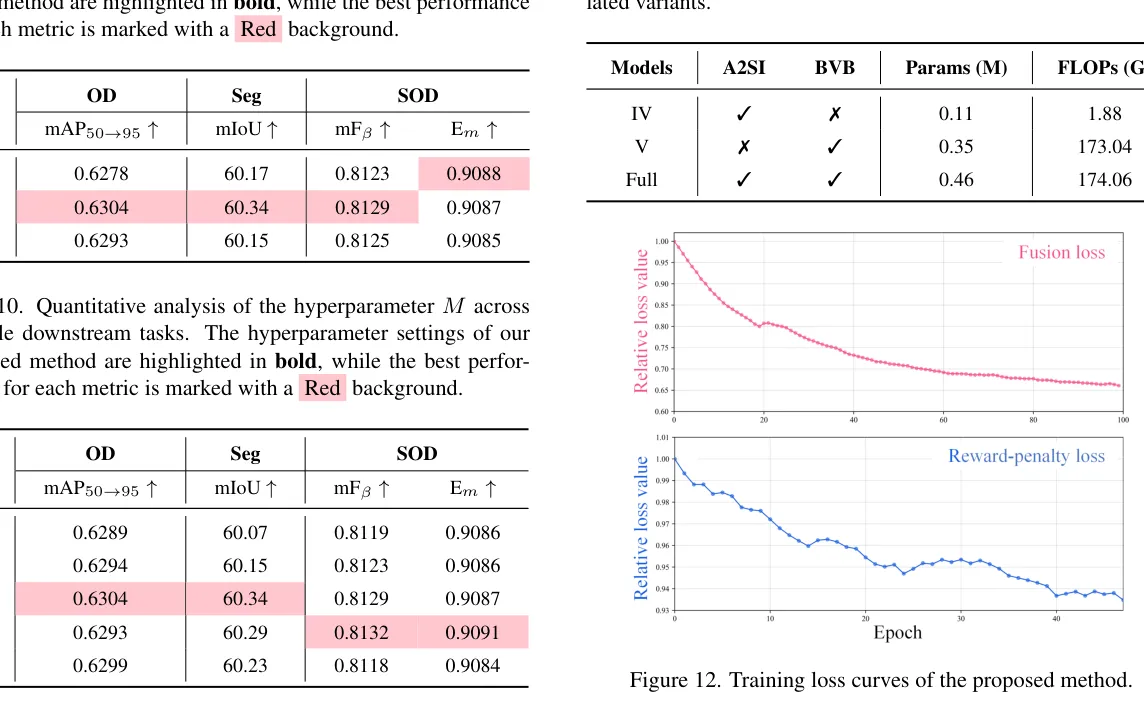 method are highlighted in bold, while the best performance
h metric is marked with a Red background.
OD Seg SOD
mAP50→95 ↑ mIoU ↑ mFβ ↑ Em ↑
0.6278 60.17 0.8123 0.9088
0.6304 60.34 0.8129 0.9087
0.6293 60.15 0.8125 0.9085
10. Quantitative analysis of the hyperparameter M across
le downstream tasks. The hyperparameter settings of our
ed method are highlighted in bold, while the best perfor-
for each metric is marked with a Red background.
OD Seg SOD
mAP50→95 ↑ mIoU ↑ mFβ ↑ Em ↑
0.6289 60.07 0.8119 0.9086
0.6294 60.15 0.8123 0.9086
0.6304 60.34 0.8129 0.9087
0.6293 60.29 0.8132 0.9091
0.6299 60.23 0.8118 0.9084
lated variants.
Models A2SI BVB Params (M) FLOPs (G
IV ✓ ✗ 0.11 1.88
V ✗ ✓ 0.35 173.04
Full ✓ ✓ 0.46 174.06
Fusion loss
Relative loss value
1.00
0.95
0.90
0.85
0.80
0.75
0.70
0.65
0.60
0 20 40 60 80 100
Reward-penalty loss
Relative loss value
1.01
1.00
0.99
0.98
0.97
0.96
0.95
0.94
0.93
0 10 20 30 40
Epoch
Figure 12. Training loss curves of the proposed method.